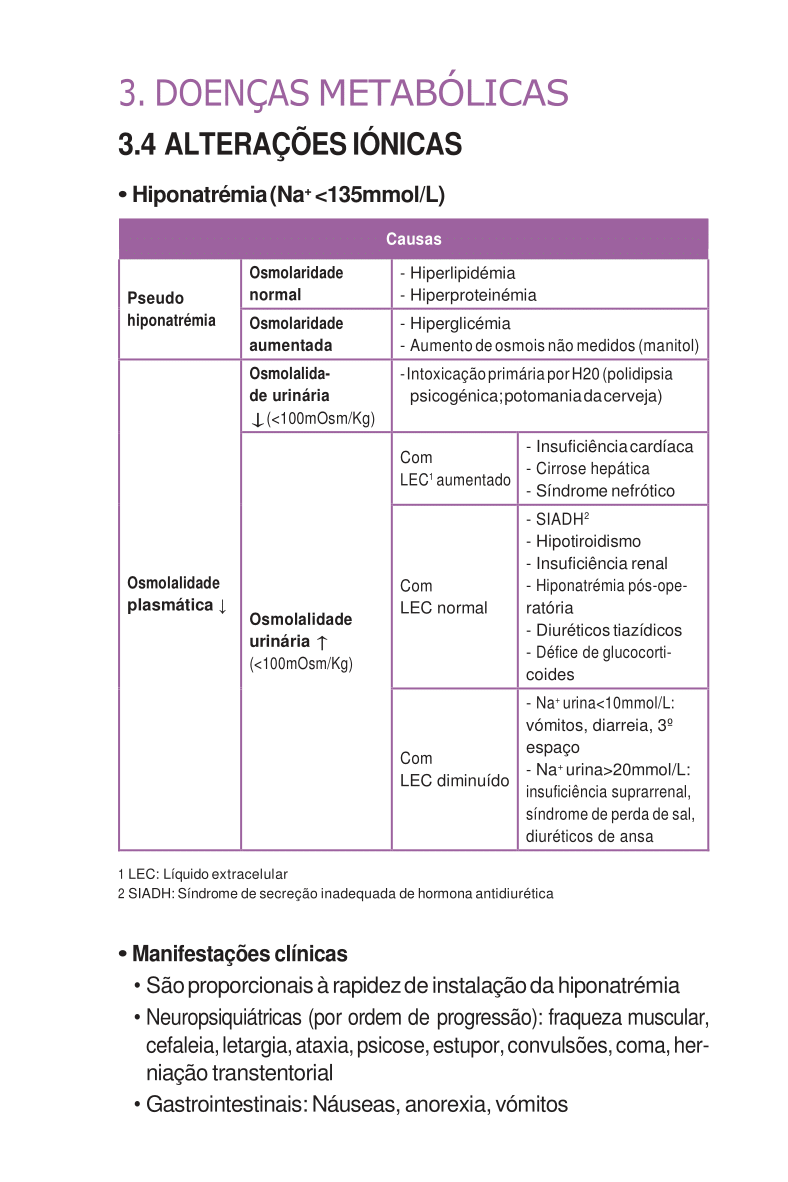 3. DOENÇAS METABÓLICAS
3.4 ALTERAÇÕES IÓNICAS
• Hiponatrémia (Na⁺ <135mmol/L)
Causas
Pseudo
hiponatrémia
Osmolaridade
normal
- Hiperlipidémia
- Hiperproteinémia
Osmolaridade
aumentada
- Hiperglicémia
- Aumento de osmois não medidos (manitol)
Osmolalidade
plasmática ↓
Osmolalida-
de urinária
↓ (<100mOsm/Kg)
- Intoxicação primária por H20 (polidipsia
psicogénica; potomania da cerveja)
Osmolalidade
urinária ↑
(<100mOsm/Kg)
Com
LEC¹ aumentado
- Insuficiência cardíaca
- Cirrose hepática
- Síndrome nefrótico
Com
LEC normal
- SIADH²
- Hipotiroidismo
- Insuficiência renal
- Hiponatrémia pós-ope-
ratória
- Diuréticos tiazídicos
- Défice de glucocorti-
coides
Com
LEC diminuído
- Na⁺ urina<10mmol/L:
vómitos, diarreia, 3º
espaço
- Na⁺ urina>20mmol/L:
insuficiência suprarrenal,
síndrome de perda de sal,
diuréticos de ansa
1 LEC: Líquido extracelular
2 SIADH: Síndrome de secreção inadequada de hormona antidiurética
• Manifestações clínicas
• São proporcionais à rapidez de instalação da hiponatrémia
• Neuropsiquiátricas (por ordem de progressão): fraqueza muscular,
cefaleia, letargia, ataxia, psicose, estupor, convulsões, coma, her-
niação transtentorial
• Gastrointestinais: Náuseas, anorexia, vómitos